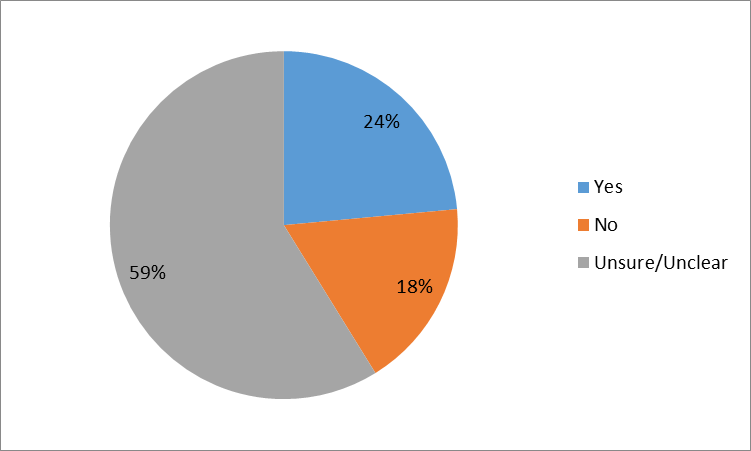 24%
18%
59%
Yes
No
Unsure/Unclear